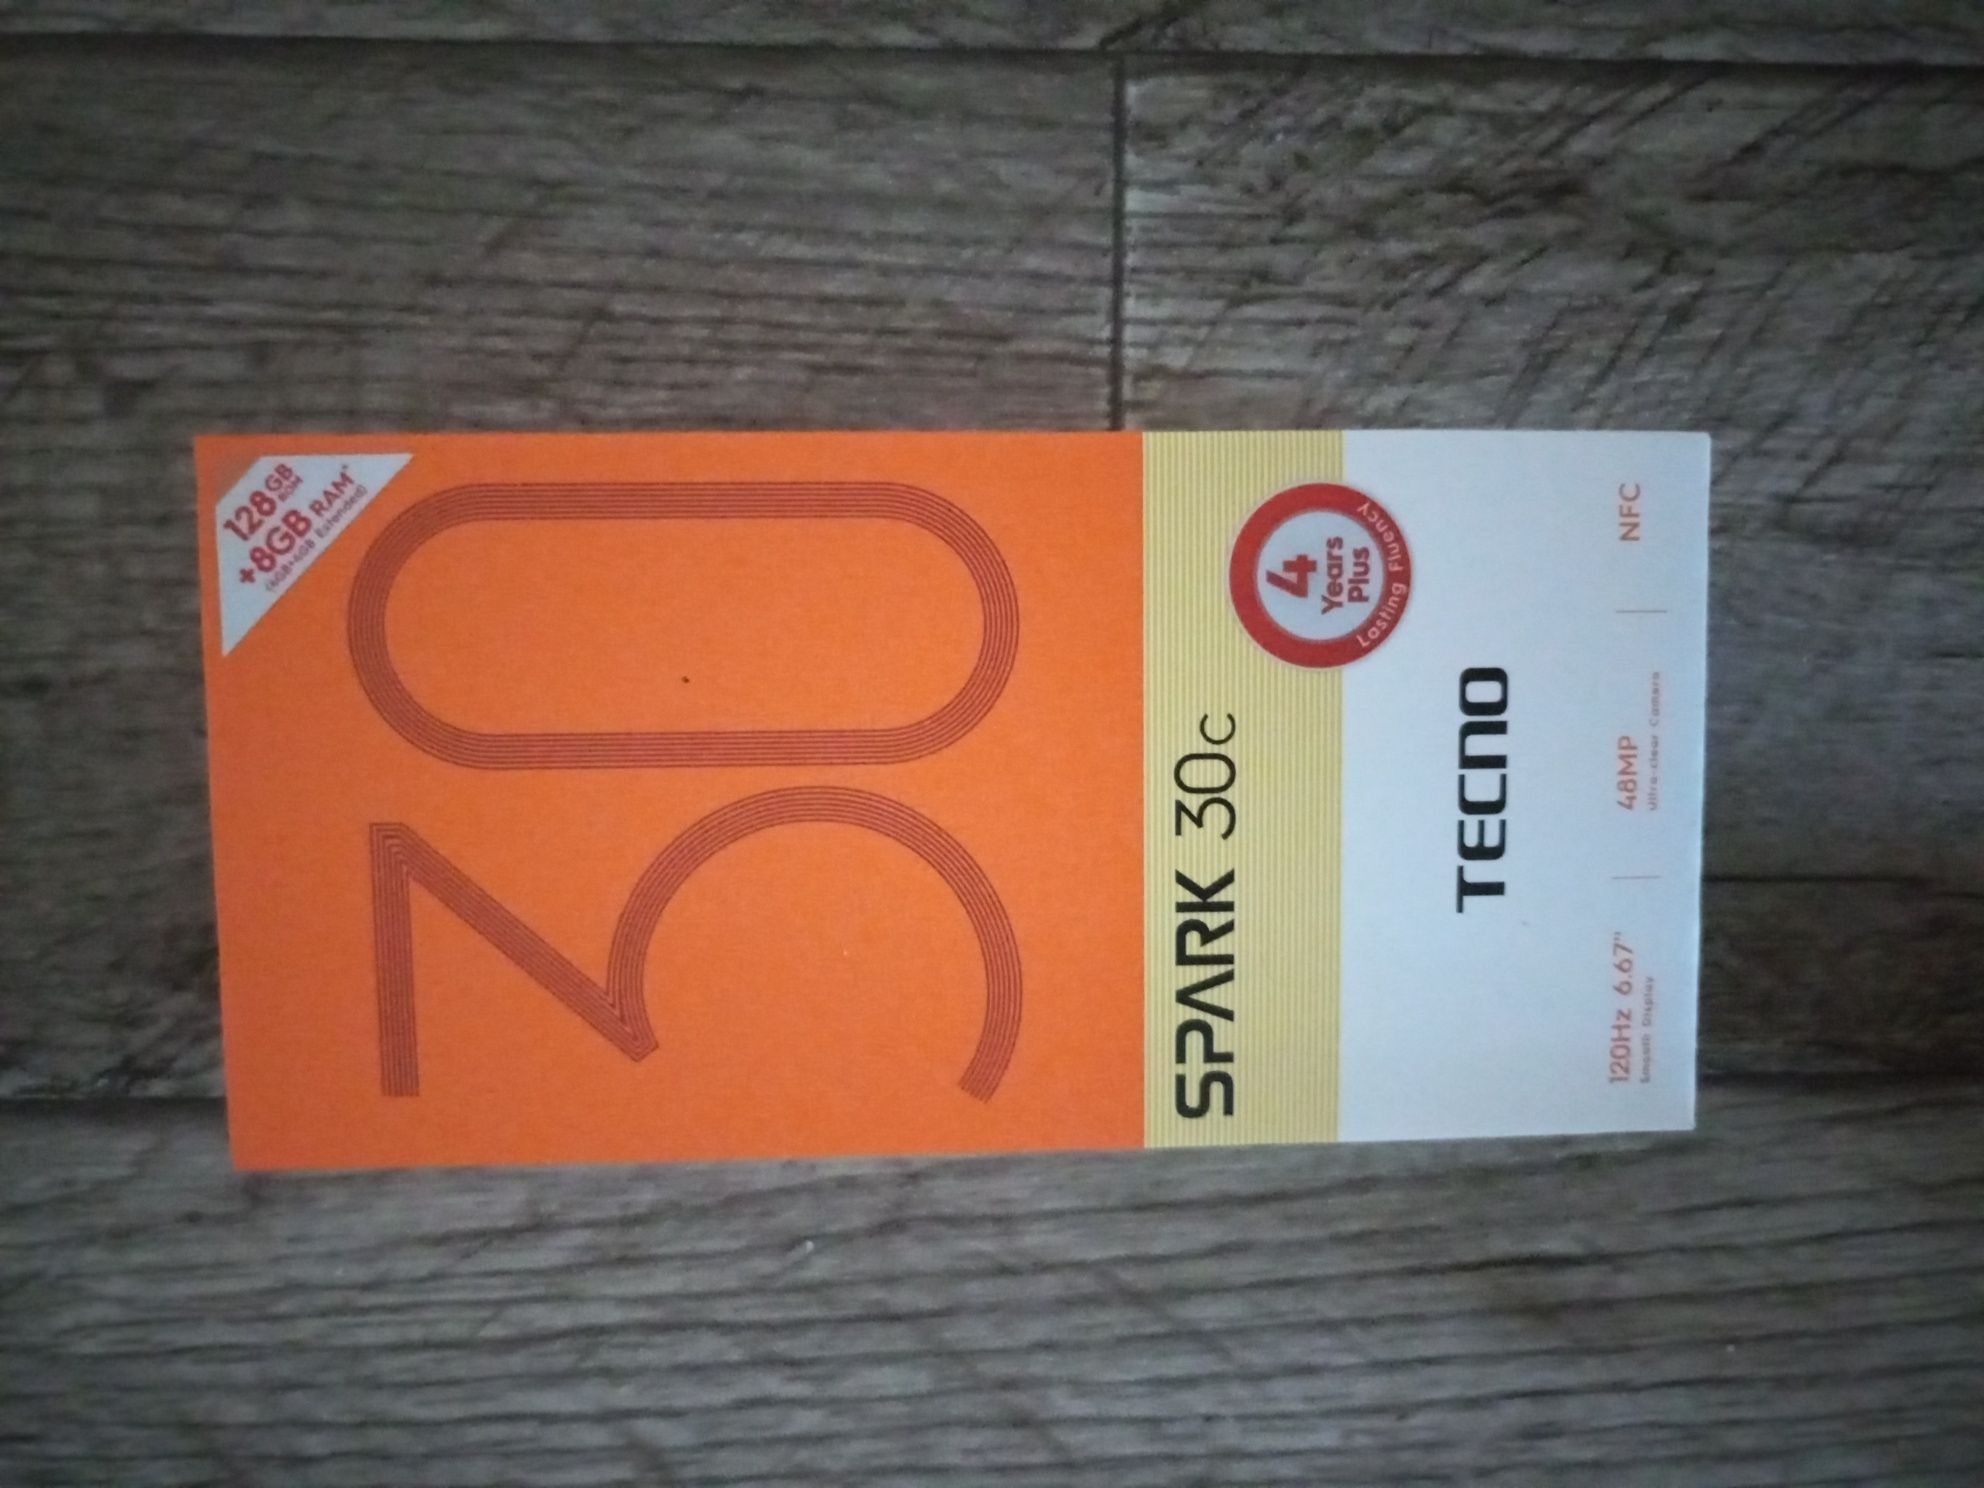 128GB
ROM
+8GB RAM*
(4GB+4GB Extended)
30
SPARK 30C
4
Years
Plus
Lasting Fluency
TECNO
120Hz 6.67"
Smooth Display
48MP
Ultra-clear Camera
NFC